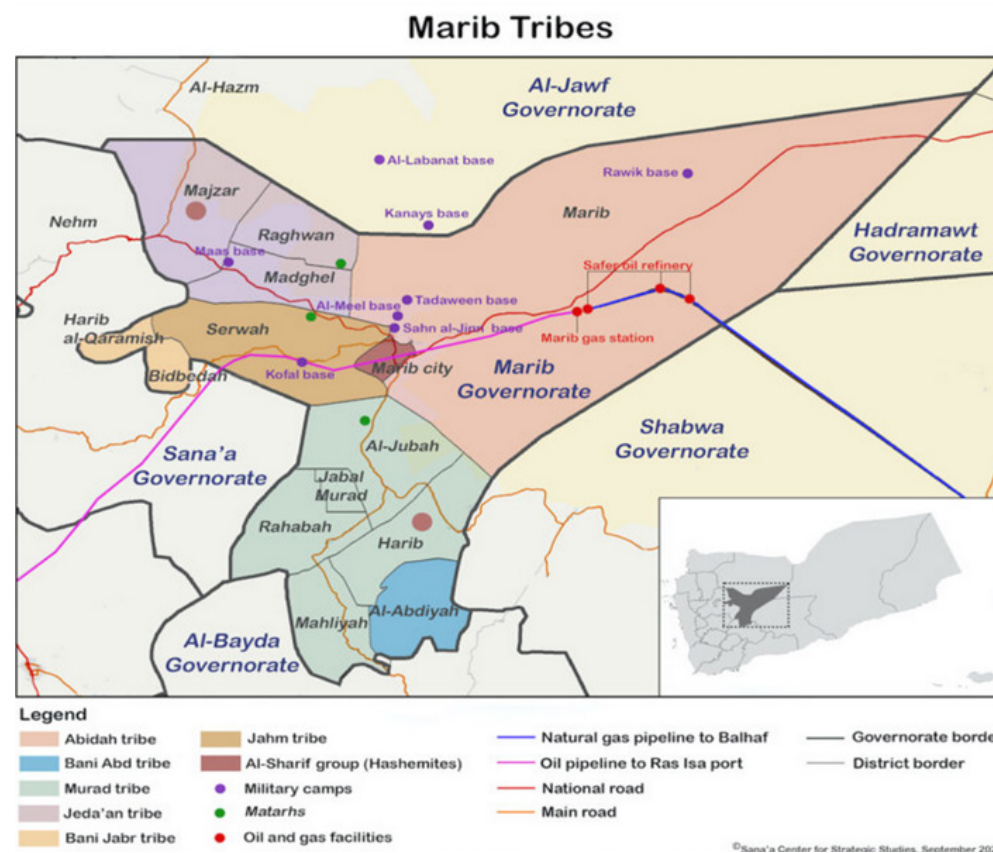 Marib Tribes
Al-Hazm
Al-Jawf
Governorate
Al-Labanat base
Rawik base
Majzar
Marib
Nehm
Kanays base
Raghwan
Hadramawt
Governorate
Maas base
Madghel
Safer oil refinery
Al-Meel base
Tadaween base
Harib
al-Qaramish
Serwah
Sahn al-Jinn base
Marib gas station
Bidbedah
Kofal base
Marib city
Marib
Governorate
Shabwa
Governorate
Al-Jubah
Sana'a
Governorate
Jabal
Murad
Rahabah
Harib
Al-Abdiyah
Mahliyah
Al-Bayda
Governorate
Legend
Abidah tribe
Bani Abd tribe
Murad tribe
Jeda'an tribe
Bani Jabr tribe
Jahm tribe
Al-Sharif group (Hashemites)
Military camps
Matarhs
Oil and gas facilities
Natural gas pipeline to Balhaf
Oil pipeline to Ras Isa port
National road
Main road
Governorate borde
District border
©Sana'a Center for Strategic Studies, September 202